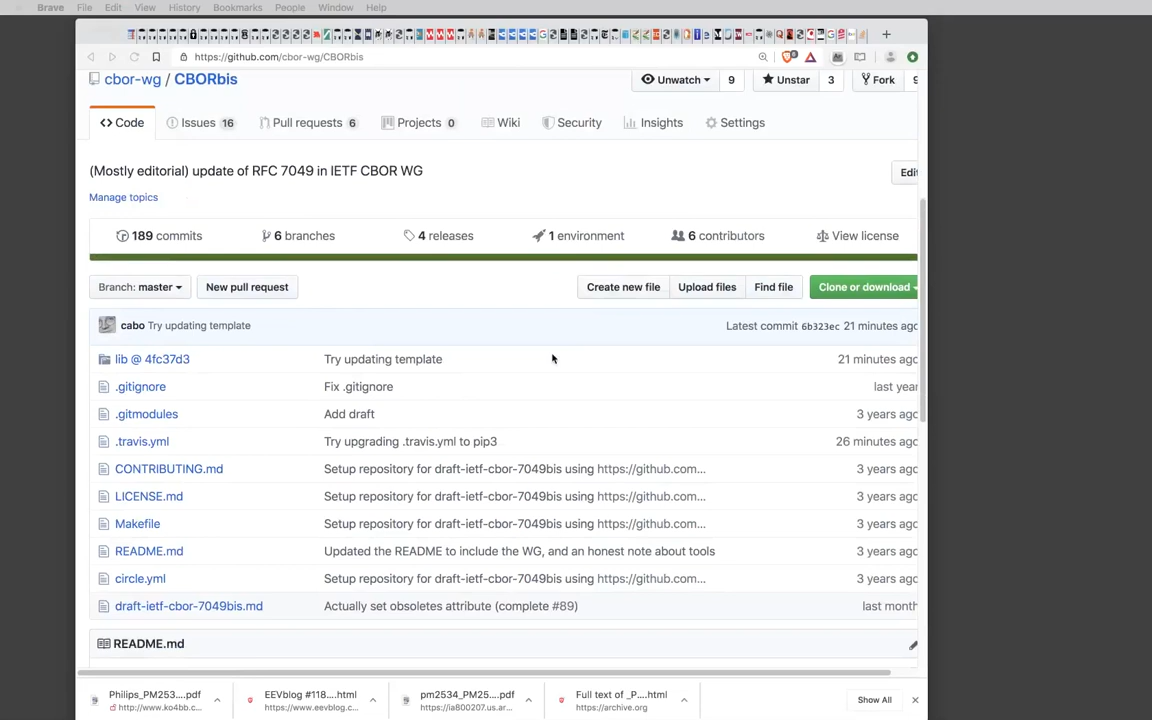 Brave File Edit View History Bookmarks People Window Help
https://github.com/cbor-wg/CBORbis
cbor-wg / CBORbis Unwatch 9 Unstar 3 Fork 9
Code Issues 16 Pull requests 6 Projects 0 Wiki Security Insights Settings
(Mostly editorial) update of RFC 7049 in IETF CBOR WG Edit
Manage topics
189 commits 6 branches 4 releases 1 environment 6 contributors View license
Branch: master New pull request Create new file Upload files Find file Clone or download
cabo Try updating template Latest commit 6b323ec 21 minutes ago
lib @ 4fc37d3 Try updating template 21 minutes ago
.gitignore Fix .gitignore last year
.gitmodules Add draft 3 years ago
.travis.yml Try upgrading .travis.yml to pip3 26 minutes ago
CONTRIBUTING.md Setup repository for draft-ietf-cbor-7049bis using https://github.com... 3 years ago
LICENSE.md Setup repository for draft-ietf-cbor-7049bis using https://github.com... 3 years ago
Makefile Setup repository for draft-ietf-cbor-7049bis using https://github.com... 3 years ago
README.md Updated the README to include the WG, and an honest note about tools 3 years ago
circle.yml Setup repository for draft-ietf-cbor-7049bis using https://github.com... 3 years ago
draft-ietf-cbor-7049bis.md Actually set obsoletes attribute (complete #89) last month
README.md
Philips_PM253....pdf EEVblog #118....html pm2534_PM25....pdf Full text of _P....html Show All
http://www.ko4bb.c... https://www.eevblog.c... https://ia800207.us.ar... https://archive.org